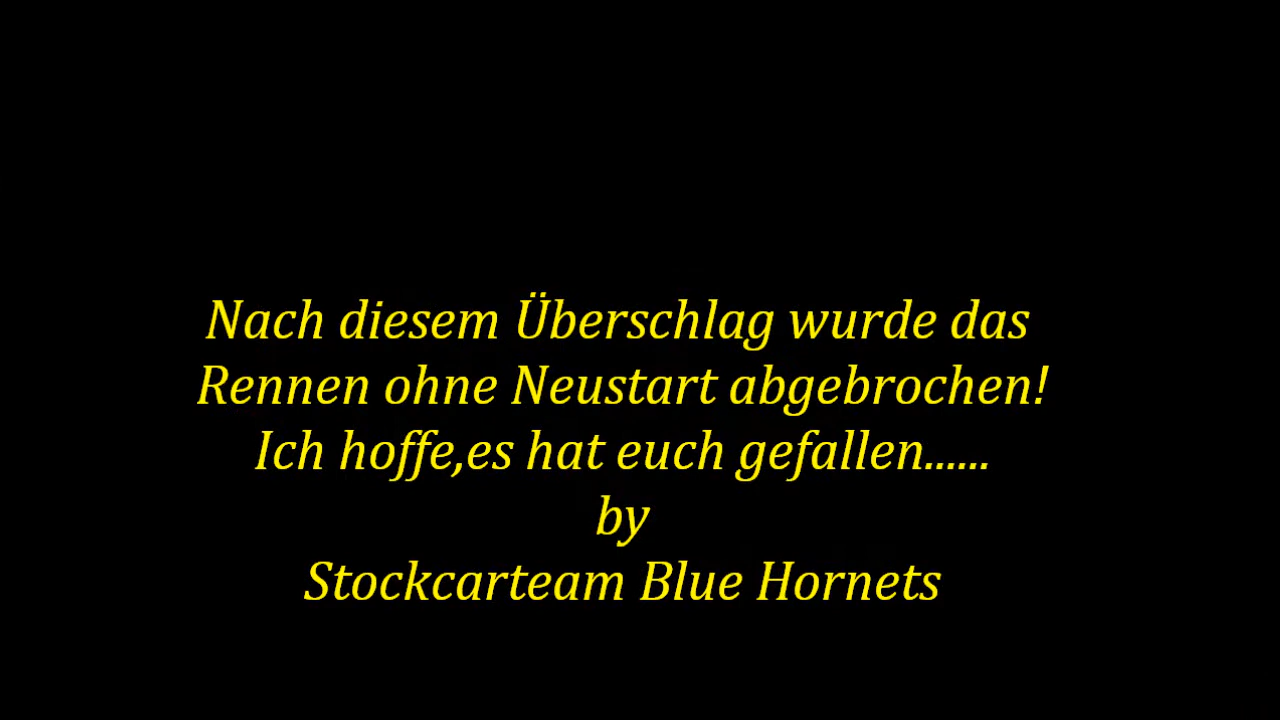 Nach diesem Überschlag wurde das
Rennen ohne Neustart abgebrochen!
Ich hoffe,es hat euch gefallen......
by
Stockcarteam Blue Hornets